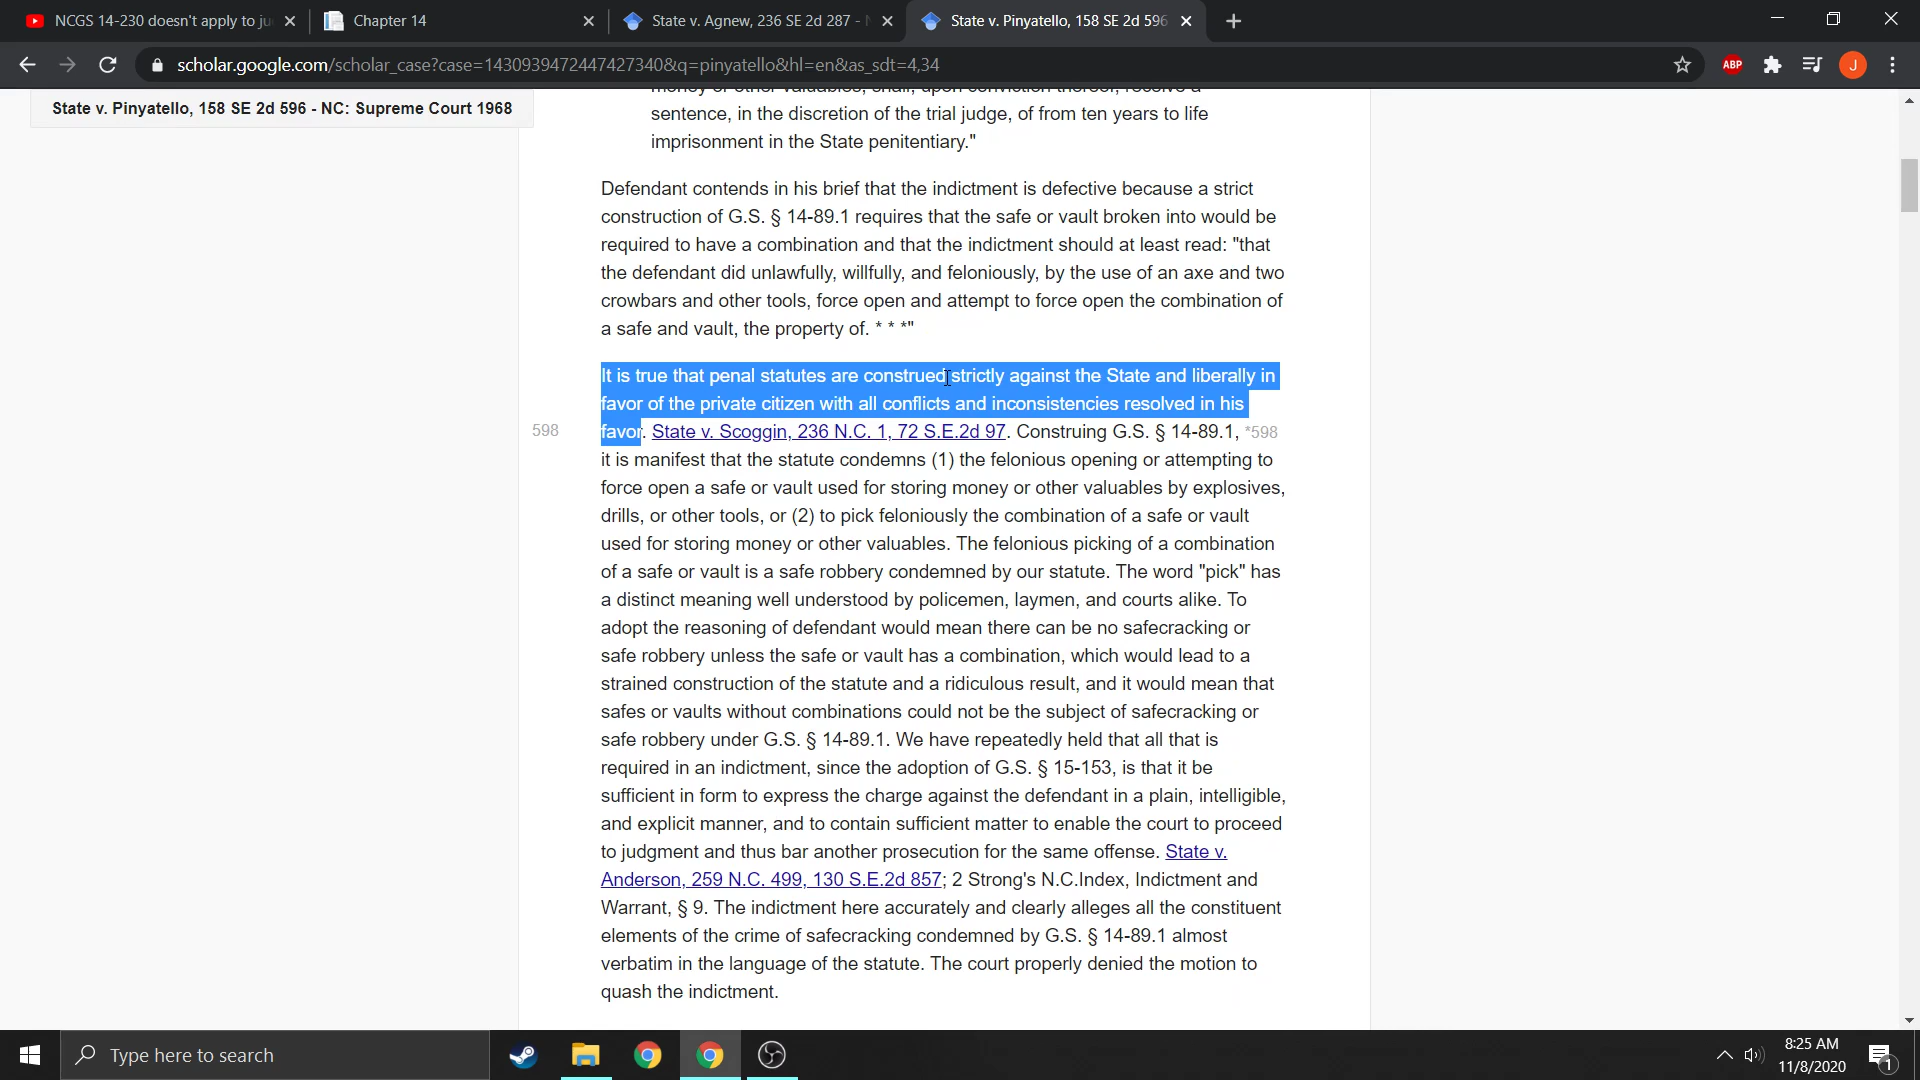 NCGS 14-230 doesn't apply to ju
Chapter 14
State v. Agnew, 236 SE 2d 287 - N
State v. Pinyatello, 158 SE 2d 596
scholar.google.com/scholar_case?case=1430939472447427340&q=pinyatello&hl=en&as_sdt=4,34
ABP
J
State v. Pinyatello, 158 SE 2d 596 - NC: Supreme Court 1968
money or other valuables, shall, upon conviction thereof, receive a
sentence, in the discretion of the trial judge, of from ten years to life
imprisonment in the State penitentiary."
Defendant contends in his brief that the indictment is defective because a strict
construction of G.S. § 14-89.1 requires that the safe or vault broken into would be
required to have a combination and that the indictment should at least read: "that
the defendant did unlawfully, willfully, and feloniously, by the use of an axe and two
crowbars and other tools, force open and attempt to force open the combination of
a safe and vault, the property of. * * *"
It is true that penal statutes are construed strictly against the State and liberally in
favor of the private citizen with all conflicts and inconsistencies resolved in his
598 favor. State v. Scoggin, 236 N.C. 1, 72 S.E.2d 97. Construing G.S. § 14-89.1, *598
it is manifest that the statute condemns (1) the felonious opening or attempting to
force open a safe or vault used for storing money or other valuables by explosives,
drills, or other tools, or (2) to pick feloniously the combination of a safe or vault
used for storing money or other valuables. The felonious picking of a combination
of a safe or vault is a safe robbery condemned by our statute. The word "pick" has
a distinct meaning well understood by policemen, laymen, and courts alike. To
adopt the reasoning of defendant would mean there can be no safecracking or
safe robbery unless the safe or vault has a combination, which would lead to a
strained construction of the statute and a ridiculous result, and it would mean that
safes or vaults without combinations could not be the subject of safecracking or
safe robbery under G.S. § 14-89.1. We have repeatedly held that all that is
required in an indictment, since the adoption of G.S. § 15-153, is that it be
sufficient in form to express the charge against the defendant in a plain, intelligible,
and explicit manner, and to contain sufficient matter to enable the court to proceed
to judgment and thus bar another prosecution for the same offense. State v.
Anderson, 259 N.C. 499, 130 S.E.2d 857; 2 Strong's N.C.Index, Indictment and
Warrant, § 9. The indictment here accurately and clearly alleges all the constituent
elements of the crime of safecracking condemned by G.S. § 14-89.1 almost
verbatim in the language of the statute. The court properly denied the motion to
quash the indictment.
Type here to search
8:25 AM
11/8/2020
1